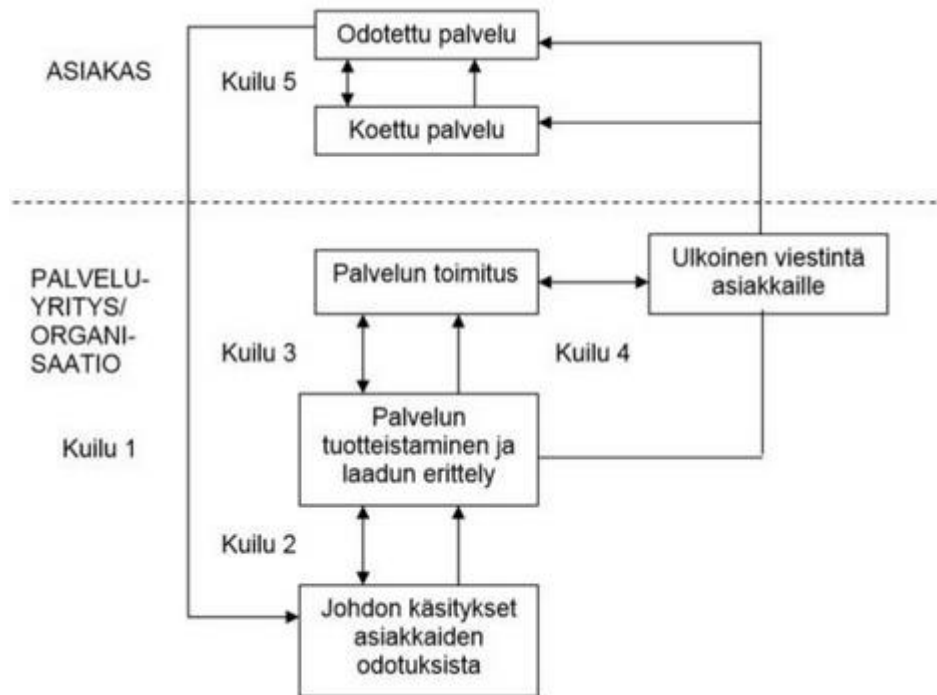 Odotettu palvelu
ASIAKAS
Kuilu 5
Koettu palvelu
Ulkoinen viestintä
asiakkaille
Palvelun toimitus
PALVELU-
YRITYS/
ORGANI-
SAATIO
Kuilu 3
Kuilu 4
Palvelun
tuotteistaminen ja
laadun erittely
Kuilu 1
Kuilu 2
Johdon käsitykset
asiakkaiden
odotuksista